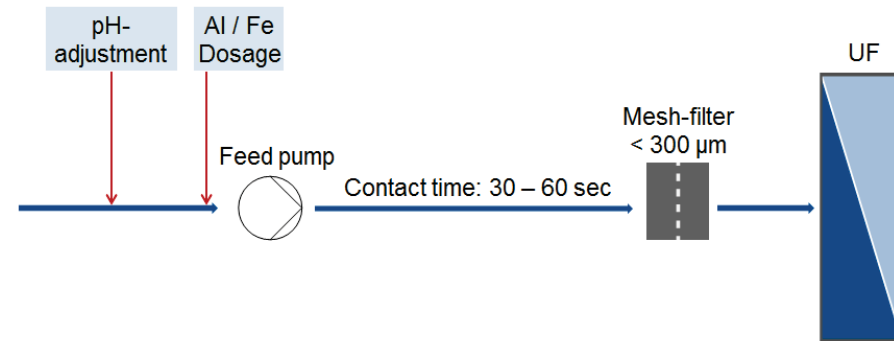 pH-
adjustment
Al / Fe
Dosage
Feed pump
Contact time: 30 – 60 sec
Mesh-filter
< 300 µm
UF